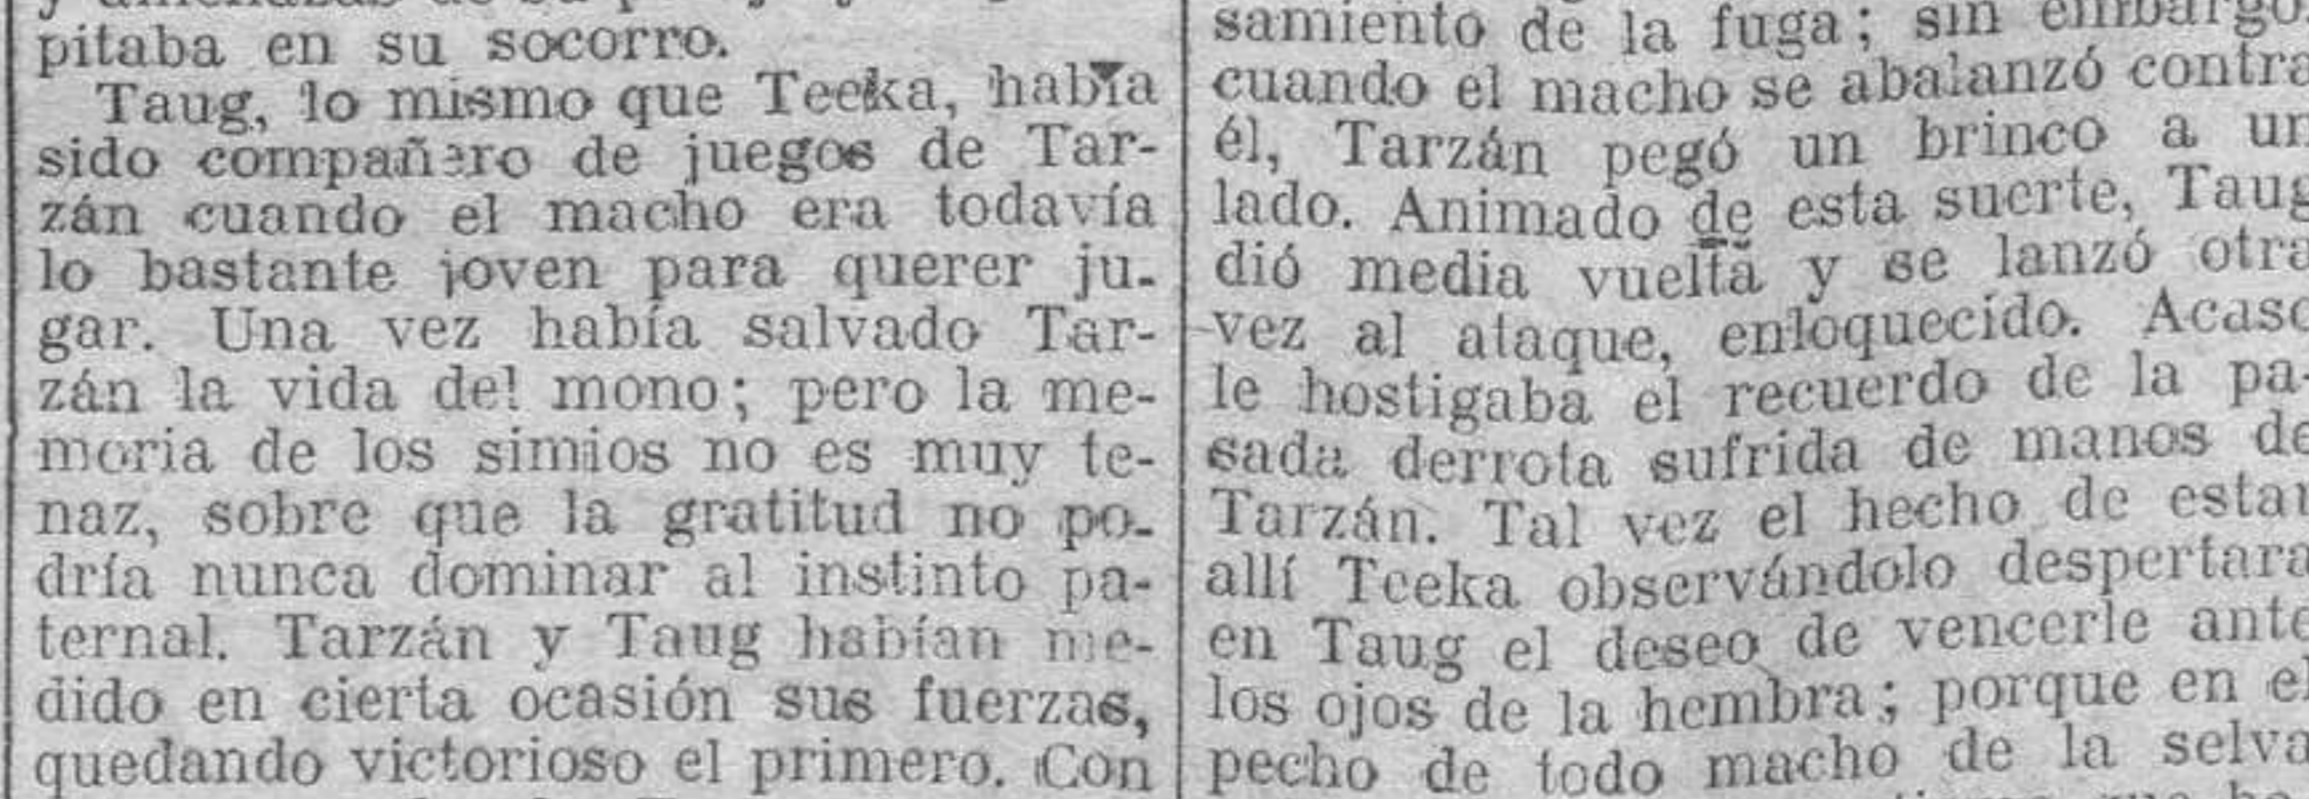 y amenazas de su
pitaba en su socorro.
Taug, lo mismo que Teeka, había
sido compañero de juegos de Tar-
zán cuando el macho era todavía
lo bastante joven para querer ju-
gar. Una vez había salvado Tar-
zán la vida del mono; pero la me-
moria de los simios no es muy te-
naz, sobre que la gratitud no po-
dría nunca dominar al instinto pa-
ternal. Tarzán y Taug habían me-
dido en cierta ocasión sus fuerzas,
quedando victorioso el primero. Con
samiento de la fuga; sin embargo,
cuando el macho se abalanzó contra
él, Tarzán pegó un brinco a un
lado. Animado de esta suerte, Taug
dió media vuelta y se lanzó otra
vez al ataque, enloquecido. Acaso
le hostigaba el recuerdo de la pa-
sada derrota sufrida de manos de
Tarzán. Tal vez el hecho de estar
allí Teeka observándolo despertara
en Taug el deseo de vencerle ante
los ojos de la hembra; porque en el
pecho de todo macho de la selva